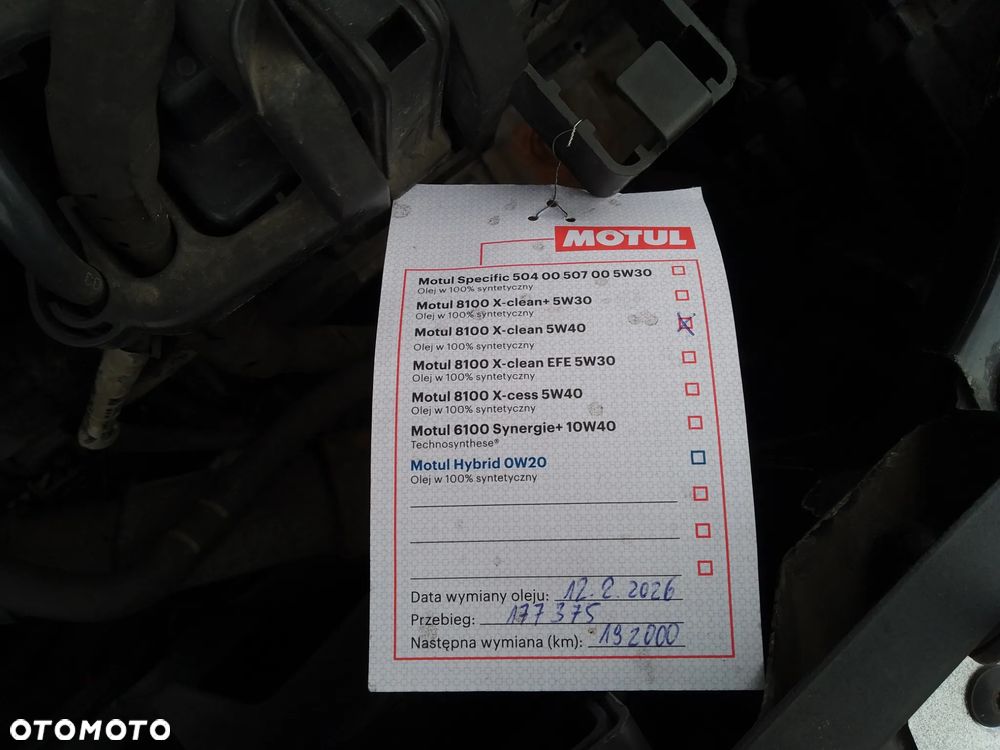 MOTUL
Motul Specific 504 00 507 00 5W30
Olej w 100% syntetyczny
Motul 8100 X-clean+ 5W30
Olej w 100% syntetyczny
Motul 8100 X-clean 5W40
Olej w 100% syntetyczny
Motul 8100 X-clean EFE 5W30
Olej w 100% syntetyczny
Motul 8100 X-cess 5W40
Olej w 100% syntetyczny
Motul 6100 Synergie+ 10W40
Technosynthese®
Motul Hybrid 0W20
Olej w 100% syntetyczny
Data wymiany oleju: 12.2.2026
Przebieg: 177375
Następna wymiana (km): 192000
OTOMOTO